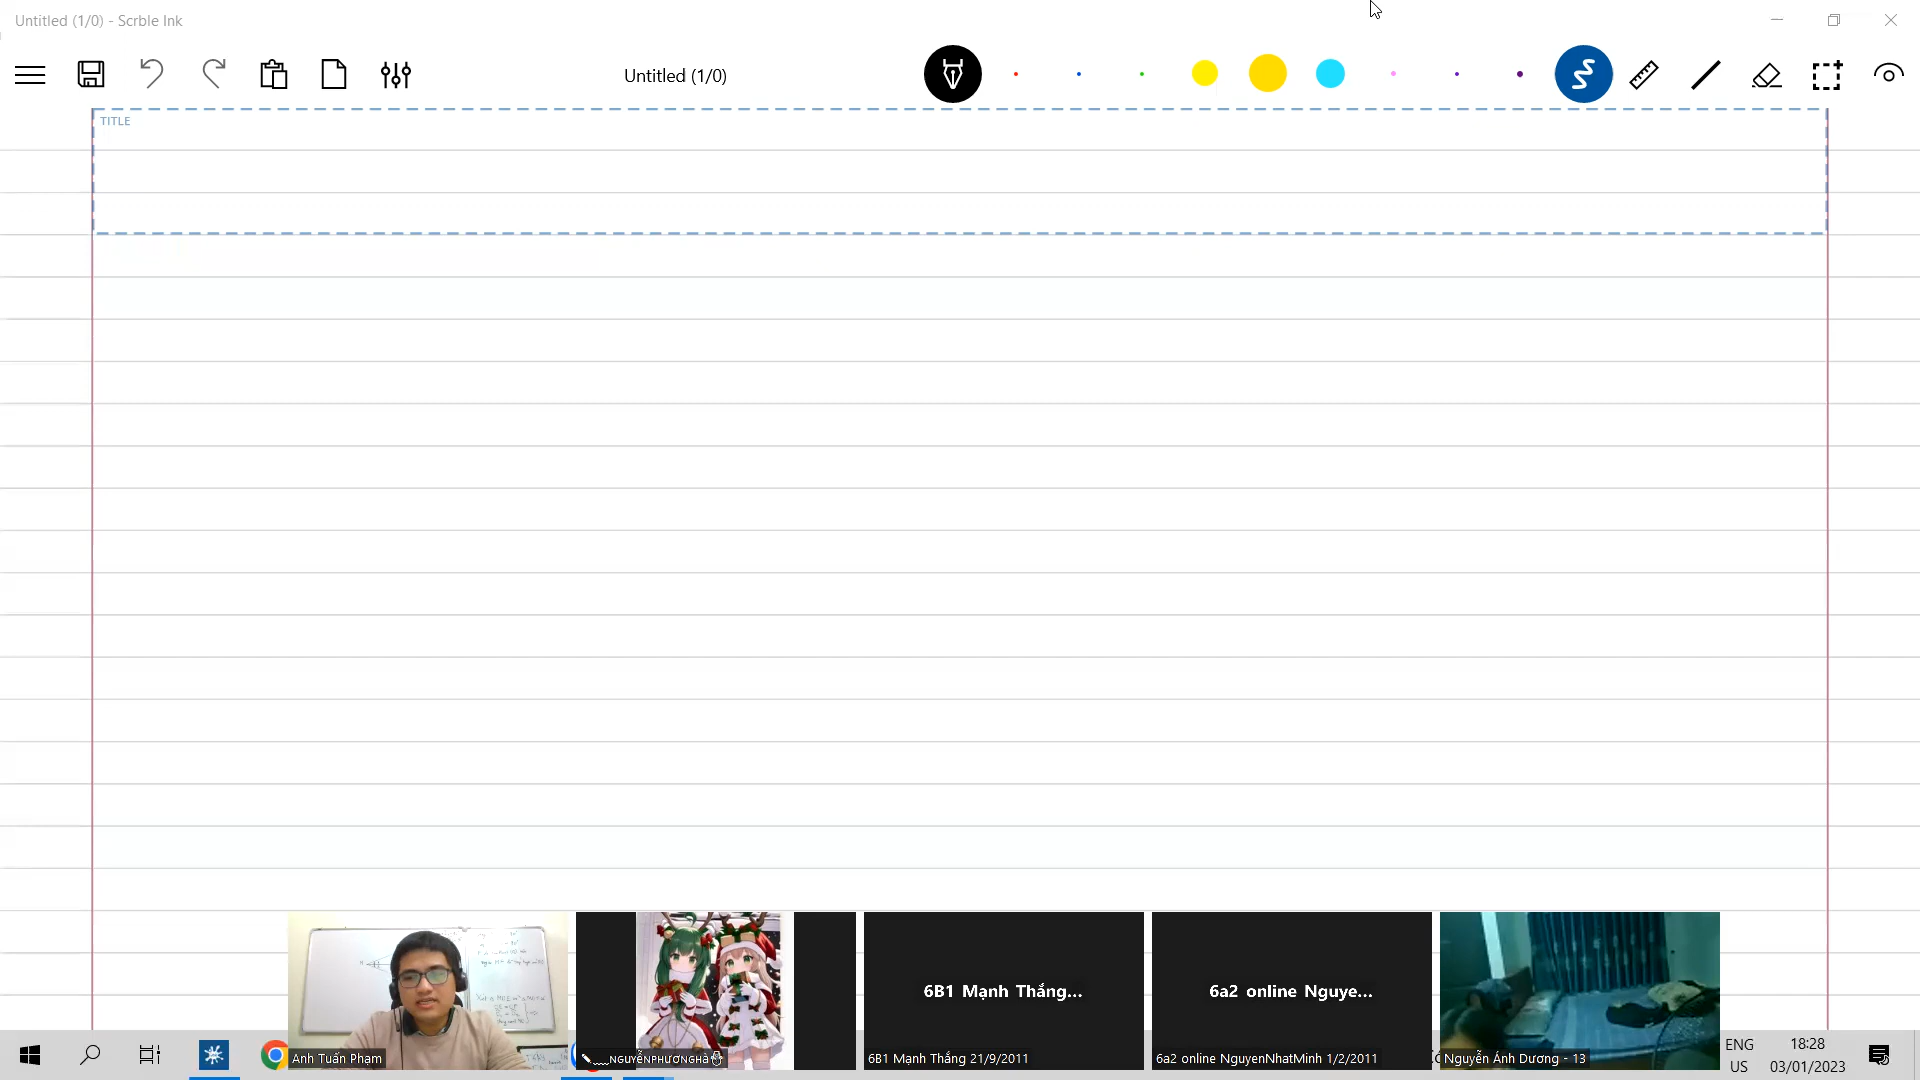 Untitled (1/0) - Scrble Ink
Untitled (1/0)
TITLE
6B1 Mạnh Thắng...
6a2 online Nguye...
Anh Tuấn Phạm
NGUYỄNPHƯƠNGHÀ
6B1 Mạnh Thắng 21/9/2011
6a2 online NguyenNhatMinh 1/2/2011
Nguyễn Ánh Dương - 13
ENG
US
18:28
03/01/2023